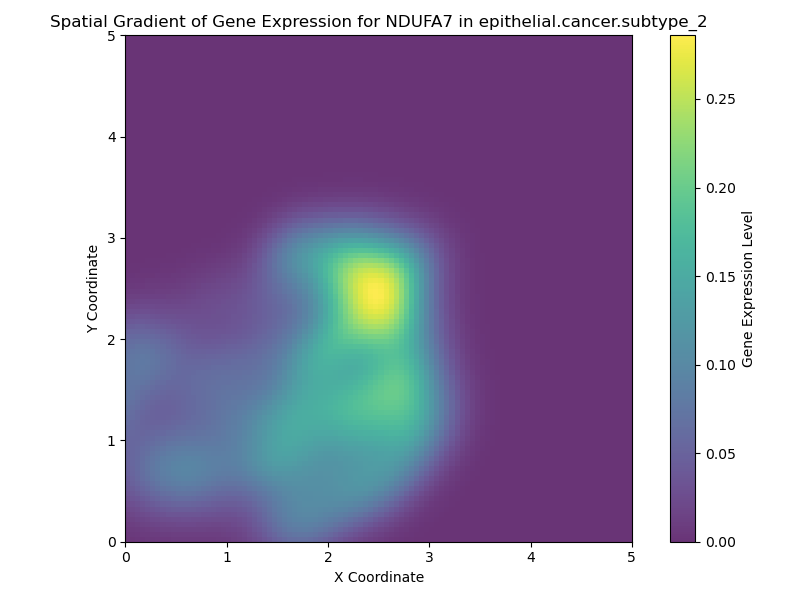 Spatial Gradient of Gene Expression for NDUFA7 in epithelial.cancer.subtype_2
5
4
3
2
1
0
Y Coordinate
0 1 2 3 4 5
X Coordinate
0.25
0.20
0.15
0.10
0.05
0.00
Gene Expression Level